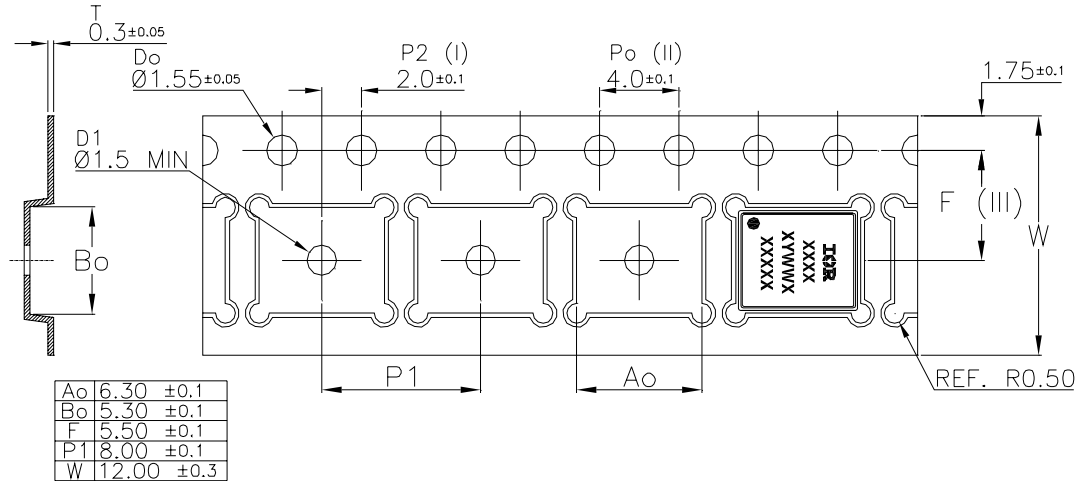 T
0.3±0.05
Do
Ø1.55±0.05
P2 (I)
2.0±0.1
Po (II)
4.0±0.1
1.75±0.1
D1
Ø1.5 MIN
F (III)
W
Bo
IOR
XXXX
XYWWX
XXXXX
P1
Ao
REF. R0.50
Ao 6.30 ±0.1
Bo 5.30 ±0.1
F 5.50 ±0.1
P1 8.00 ±0.1
W 12.00 ±0.3